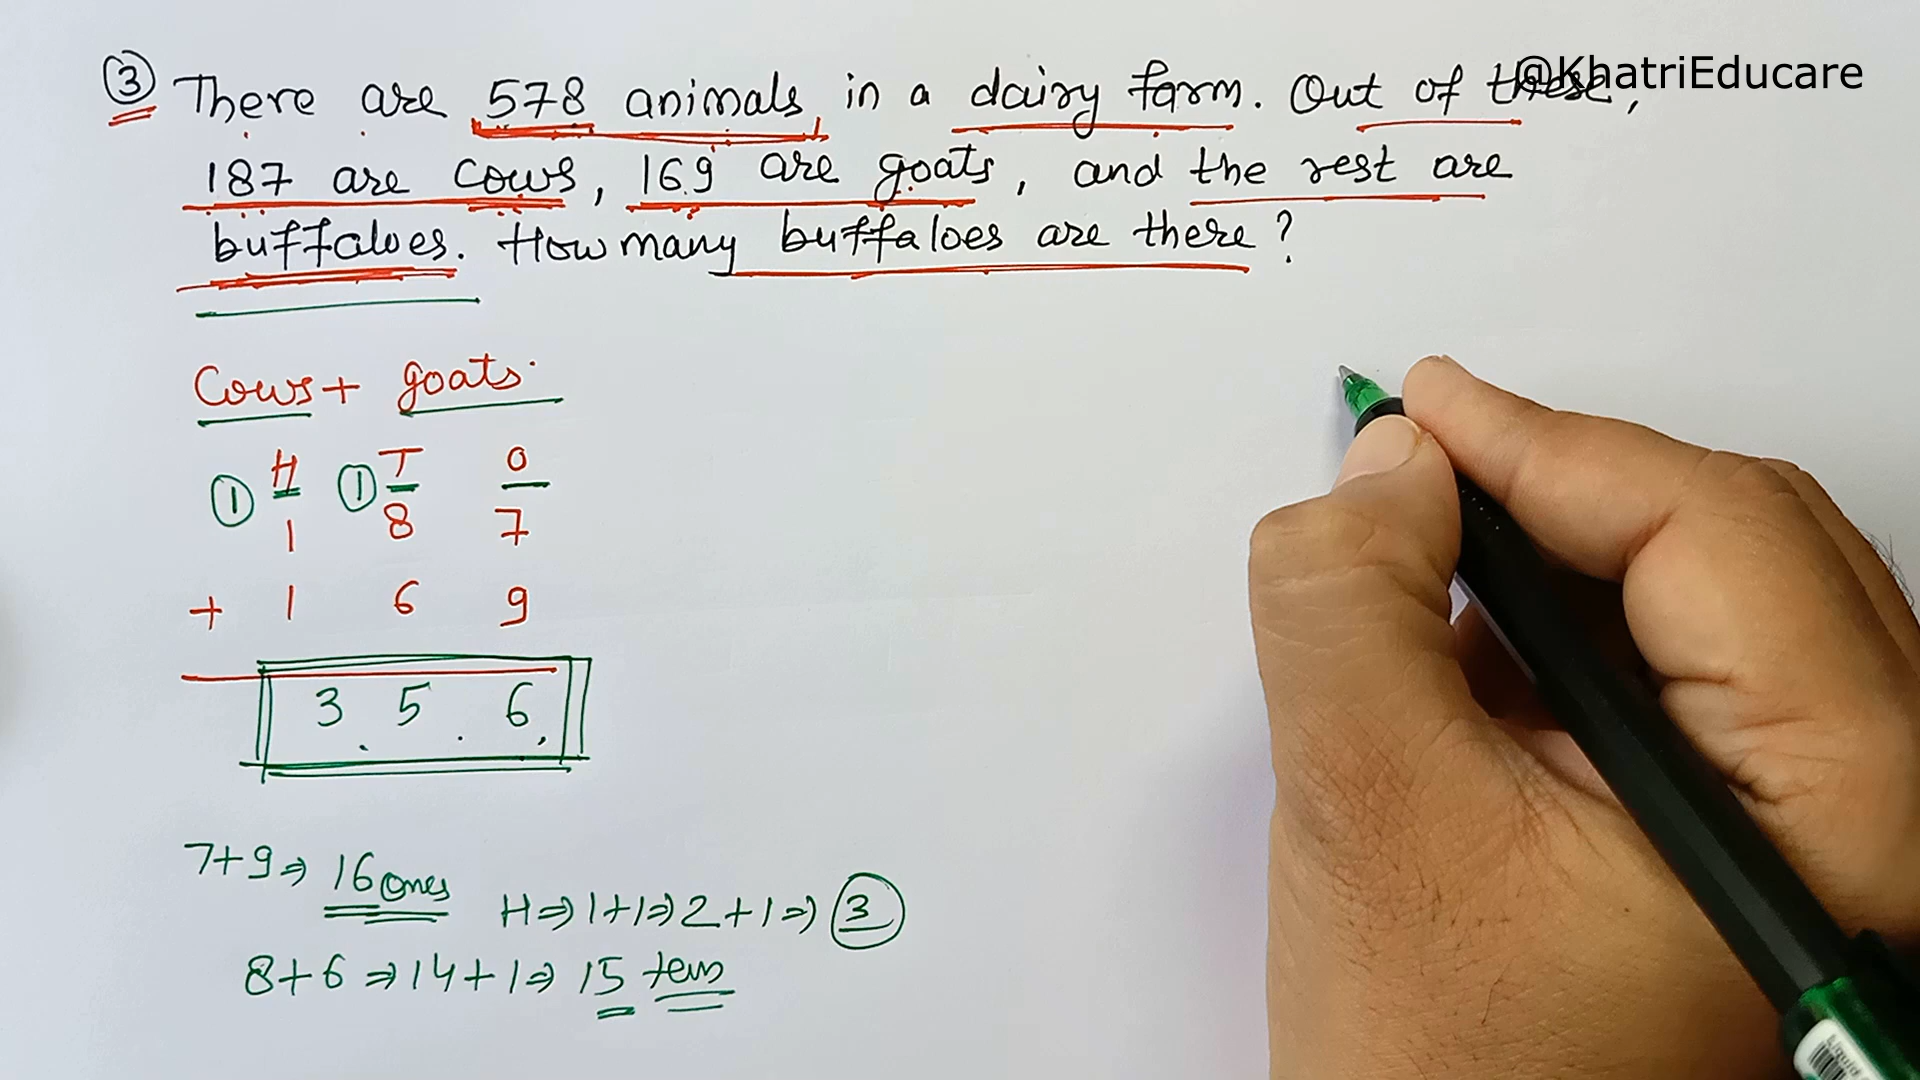 @KhatriEducare
③ There are 578 animals in a dairy farm. Out of these,
187 are cows, 169 are goats, and the rest are
buffaloes. How many buffaloes are there?
Cows + goats
① H ① T O
1 8 7
+ 1 6 9
3 5 6
7+9⇒ 16 ones
H⇒1+1⇒2+1⇒③
8+6⇒14+1⇒15 tens